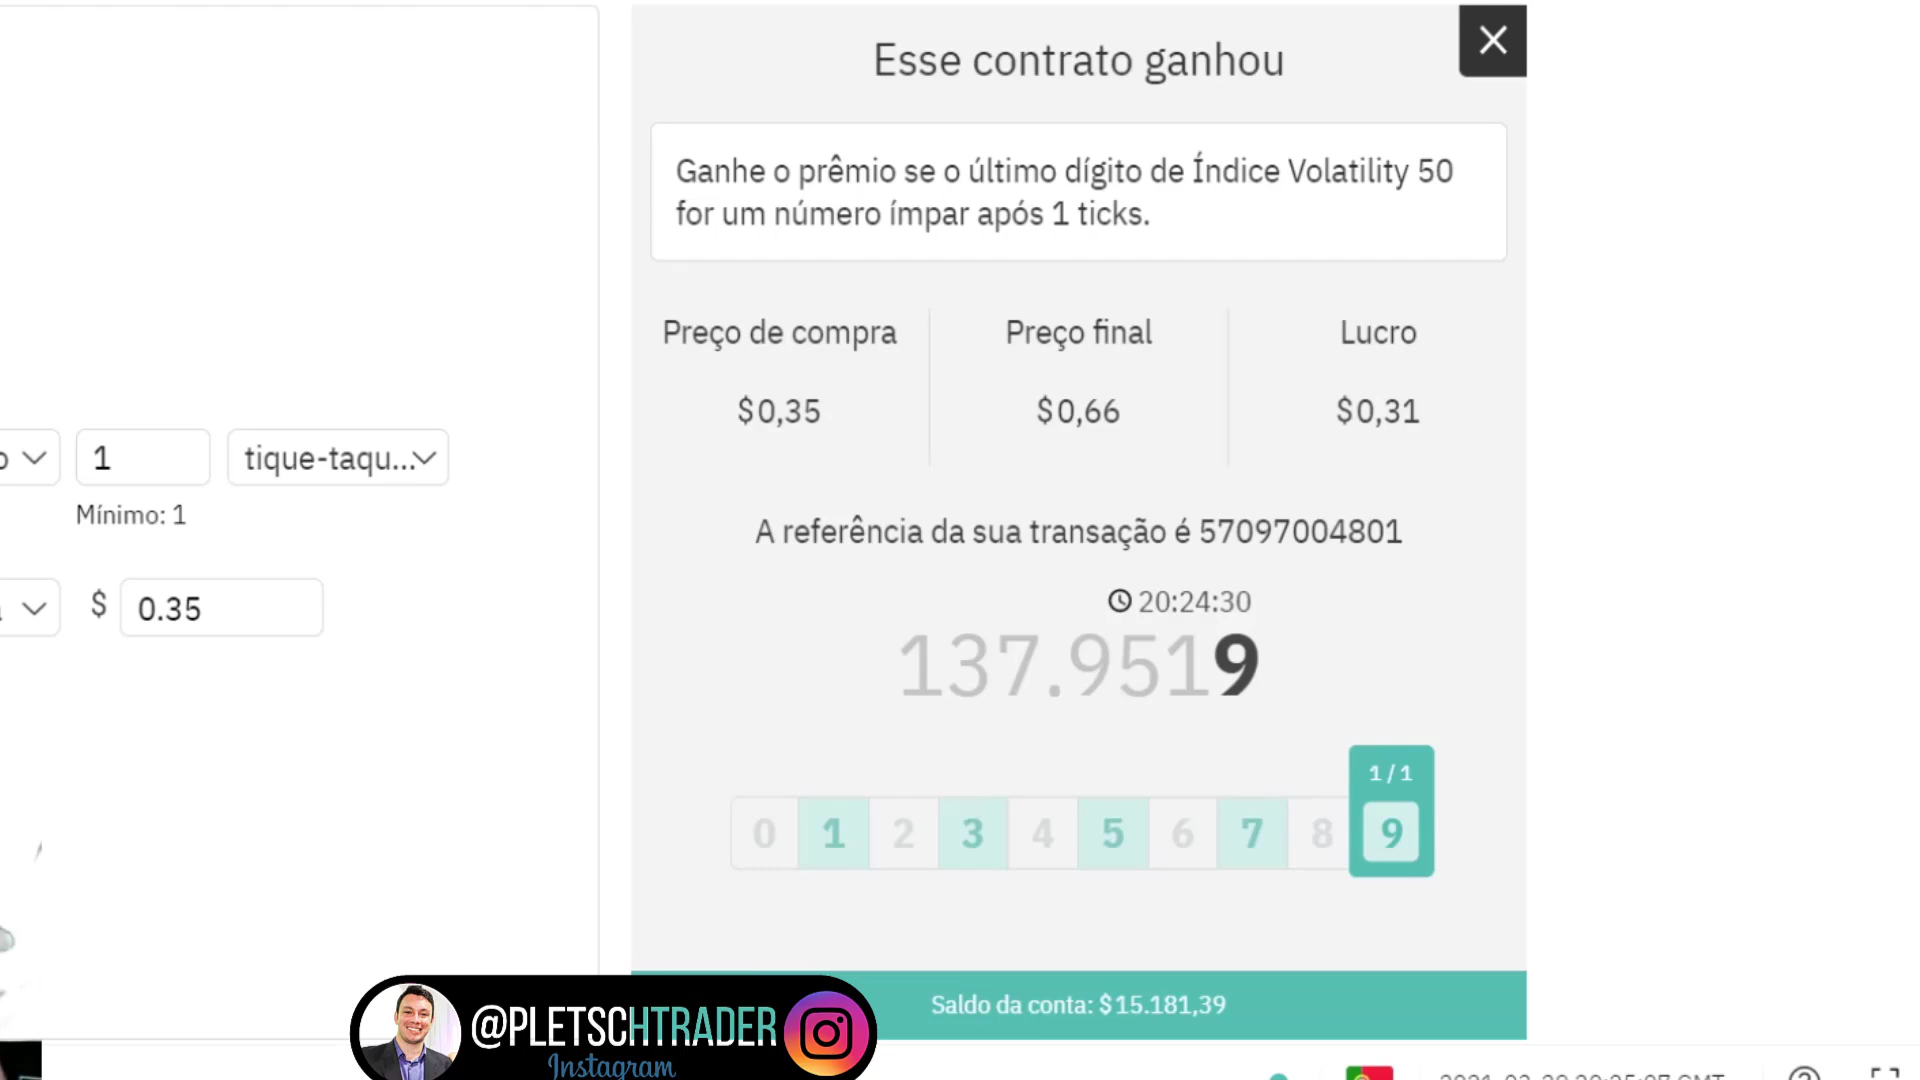 Esse contrato ganhou
Ganhe o prêmio se o último dígito de Índice Volatility 50
for um número ímpar após 1 ticks.
Preço de compra Preço final Lucro
$0,35 $0,66 $0,31
1 tique-taqu...
Mínimo: 1
$ 0.35
A referência da sua transação é 57097004801
20:24:30
137.9519
1/1
0 1 2 3 4 5 6 7 8 9
Saldo da conta: $15.181,39
@PLETSCHTRADER
Instagram